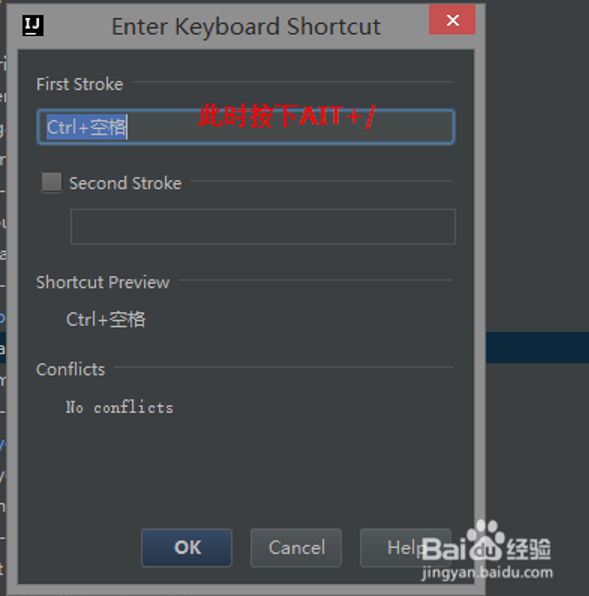 IJ
Enter Keyboard Shortcut
First Stroke
Ctrl+空格
此时按下AIT+/
Second Stroke
Shortcut Preview
Ctrl+空格
Conflicts
No conflicts
OK Cancel Help
Bai 经验
jingyan.baidu.com